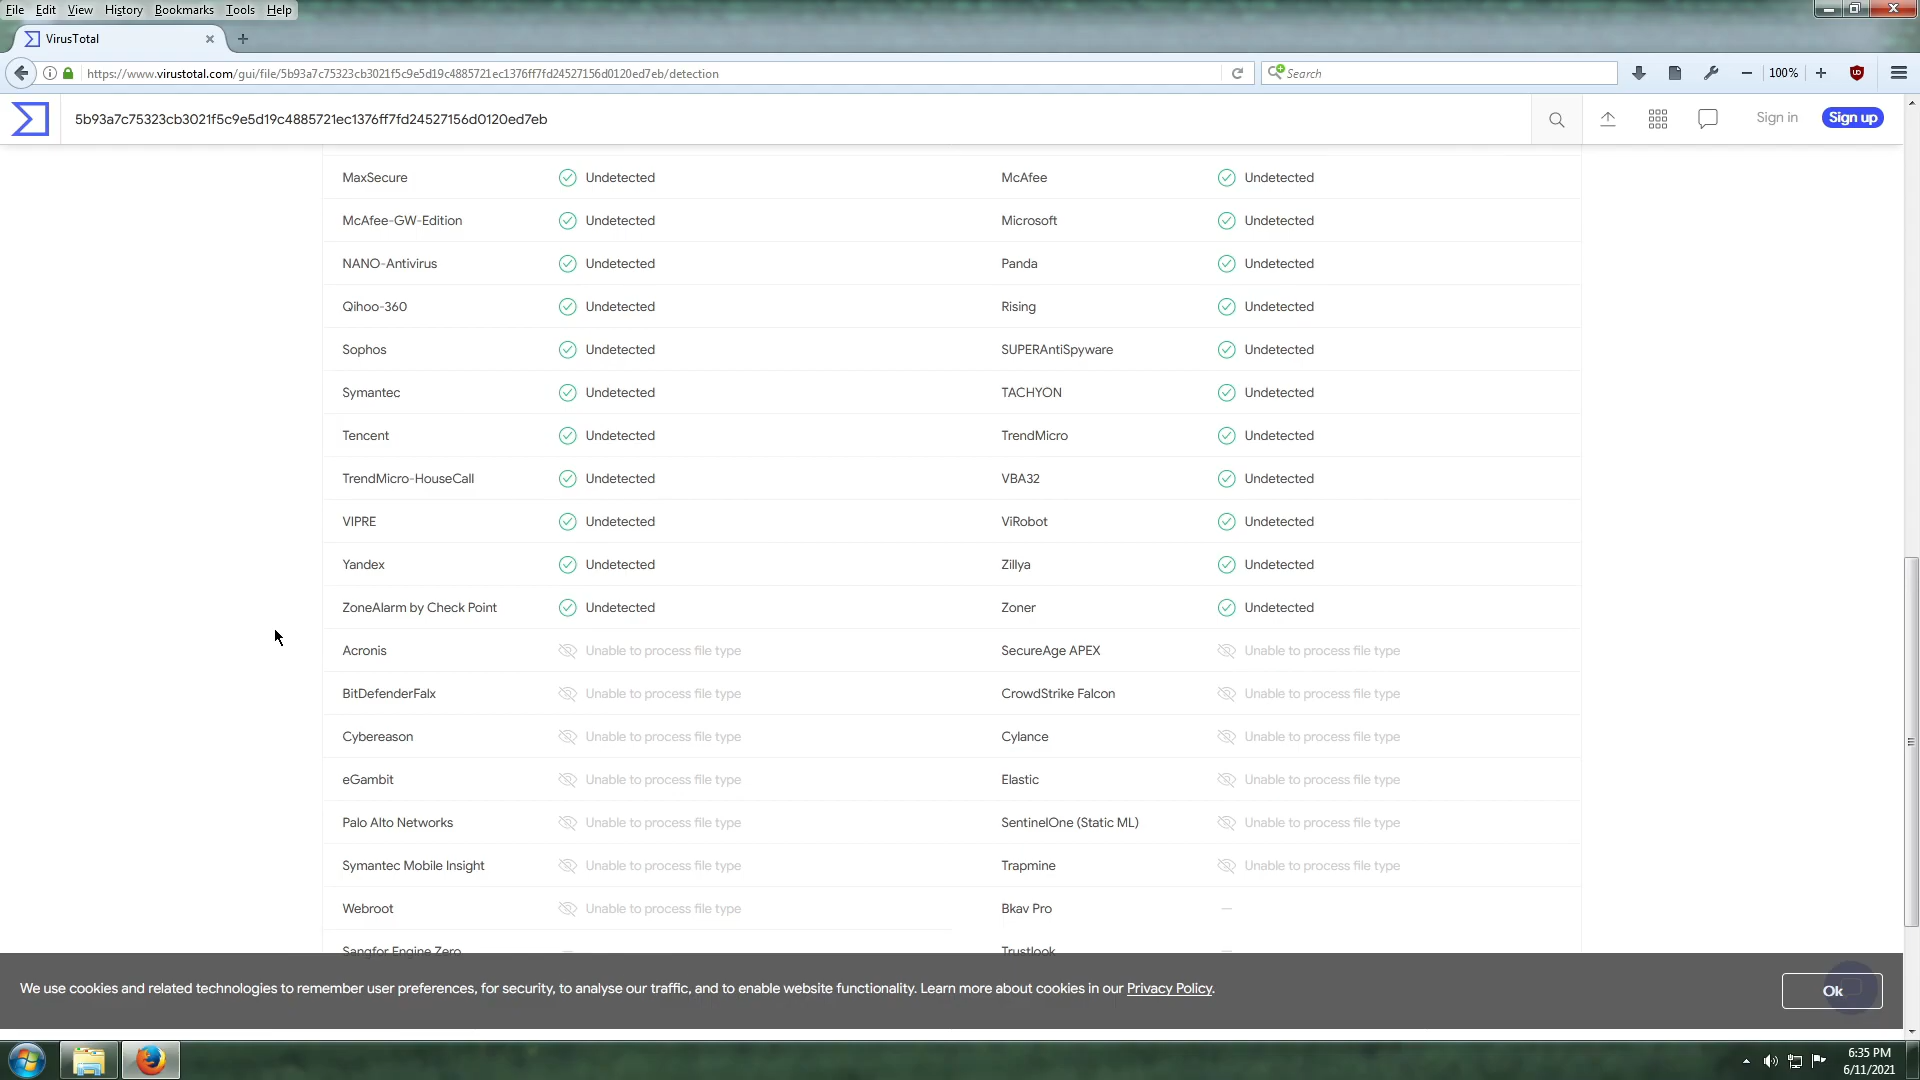 File Edit View History Bookmarks Tools Help
VirusTotal
https://www.virustotal.com/gui/file/5b93a7c75323cb3021f5c9e5d19c4885721ec1376ff7fd24527156d0120ed7eb/detection
Search
100%
5b93a7c75323cb3021f5c9e5d19c4885721ec1376ff7fd24527156d0120ed7eb
Sign in
Sign up
MaxSecure Undetected McAfee Undetected
McAfee-GW-Edition Undetected Microsoft Undetected
NANO-Antivirus Undetected Panda Undetected
Qihoo-360 Undetected Rising Undetected
Sophos Undetected SUPERAntiSpyware Undetected
Symantec Undetected TACHYON Undetected
Tencent Undetected TrendMicro Undetected
TrendMicro-HouseCall Undetected VBA32 Undetected
VIPRE Undetected ViRobot Undetected
Yandex Undetected Zillya Undetected
ZoneAlarm by Check Point Undetected Zoner Undetected
Acronis Unable to process file type SecureAge APEX Unable to process file type
BitDefenderFalx Unable to process file type CrowdStrike Falcon Unable to process file type
Cybereason Unable to process file type Cylance Unable to process file type
eGambit Unable to process file type Elastic Unable to process file type
Palo Alto Networks Unable to process file type SentinelOne (Static ML) Unable to process file type
Symantec Mobile Insight Unable to process file type Trapmine Unable to process file type
Webroot Unable to process file type Bkav Pro —
Sangfor Engine Zero — Trustlook —
We use cookies and related technologies to remember user preferences, for security, to analyse our traffic, and to enable website functionality. Learn more about cookies in our Privacy Policy.
Ok
6:35 PM
6/11/2021